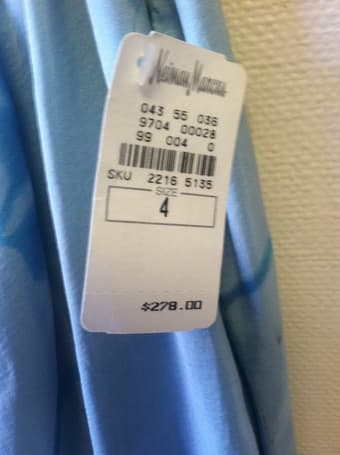 Neiman Marcus
043 55 036
9704 00028
99 004 0
SKU 2216 5135
SIZE
4
$278.00